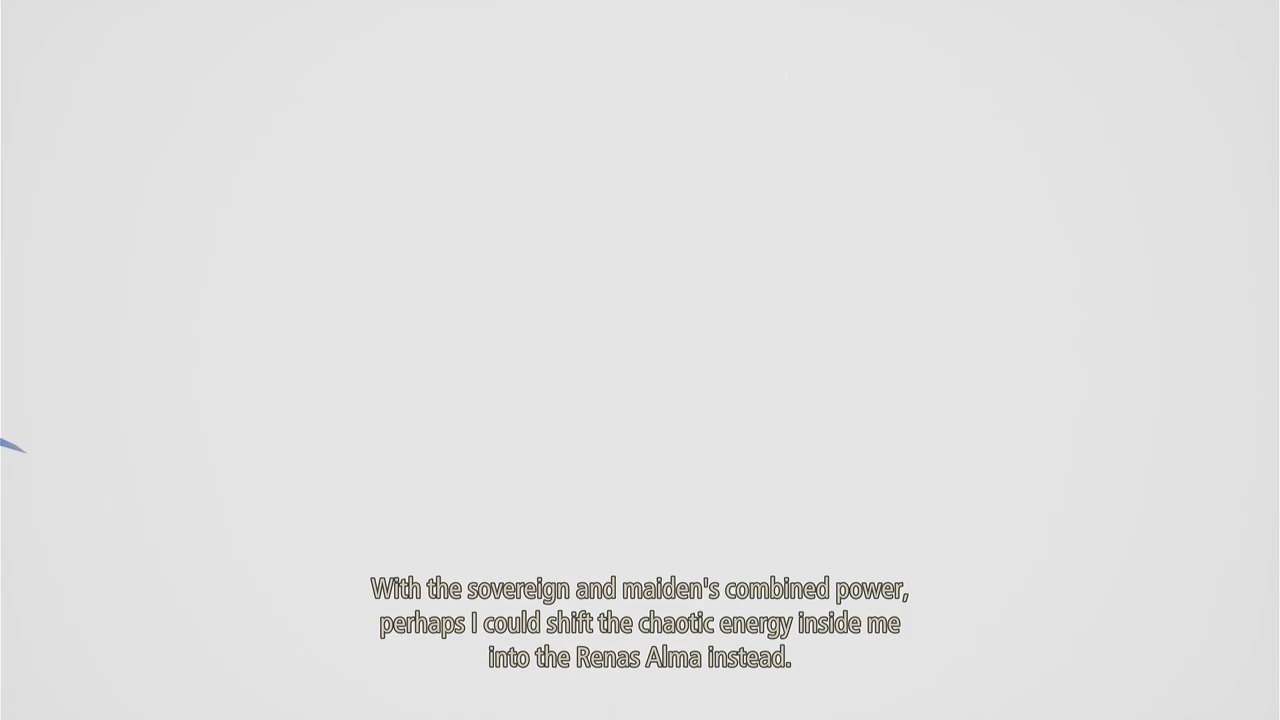 With the sovereign and maiden's combined power,
perhaps I could shift the chaotic energy inside me
into the Renas Alma instead.